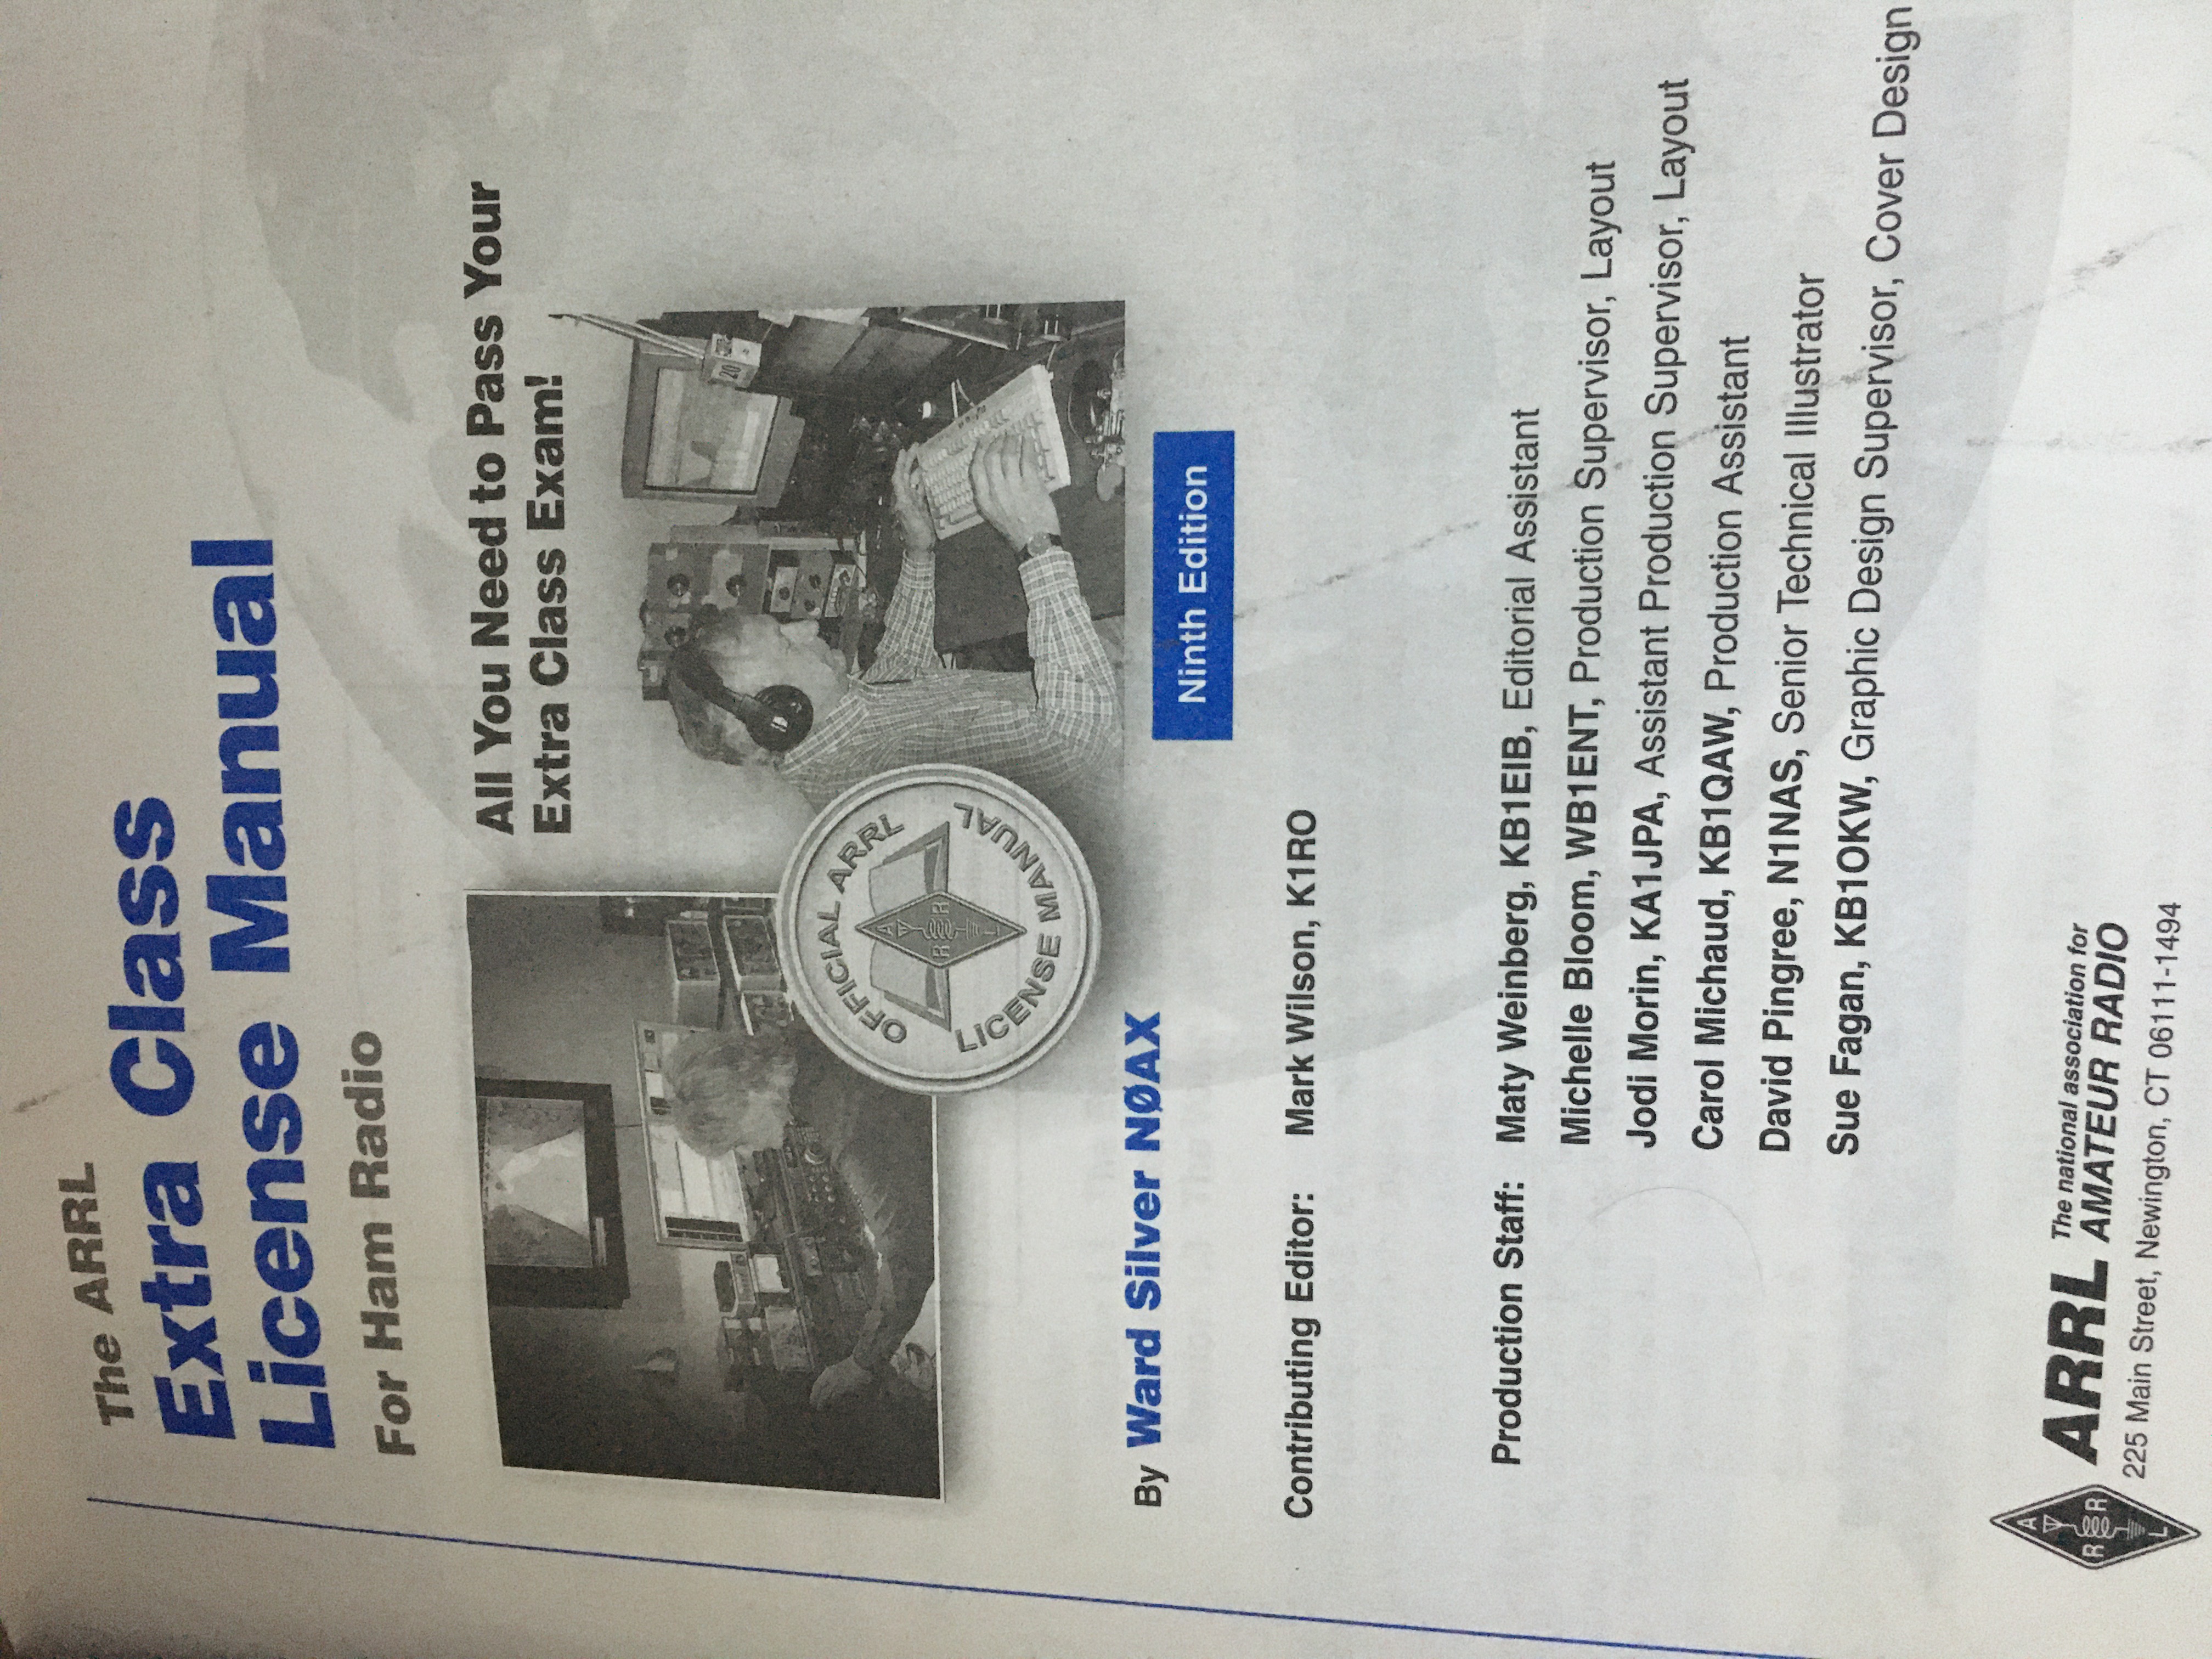 The ARRL
Extra Class
License Manual
For Ham Radio
All You Need to Pass Your
Extra Class Exam!
20
OFFICIAL ARRL
A
R R
L
LICENSE MANUAL
By Ward Silver NØAX
Ninth Edition
Contributing Editor: Mark Wilson, K1RO
Production Staff: Maty Weinberg, KB1EIB, Editorial Assistant
Michelle Bloom, WB1ENT, Production Supervisor, Layout
Jodi Morin, KA1JPA, Assistant Production Supervisor, Layout
Carol Michaud, KB1QAW, Production Assistant
David Pingree, N1NAS, Senior Technical Illustrator
Sue Fagan, KB1OKW, Graphic Design Supervisor, Cover Design
A
R R
L
ARRL The national association for
AMATEUR RADIO
225 Main Street, Newington, CT 06111-1494